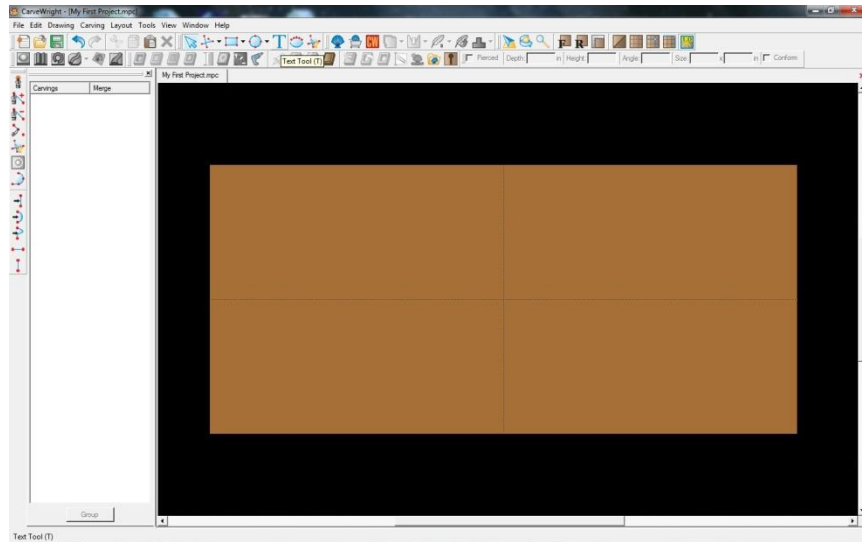 CarveWright - [My First Project.mpc]
File Edit Drawing Carving Layout Tools View Window Help
T CW F R
Text Tool (T) Pierced Depth: in Height: Angle: Size: x in Conform
My First Project.mpc
Carvings Merge
Group
Text Tool (T)